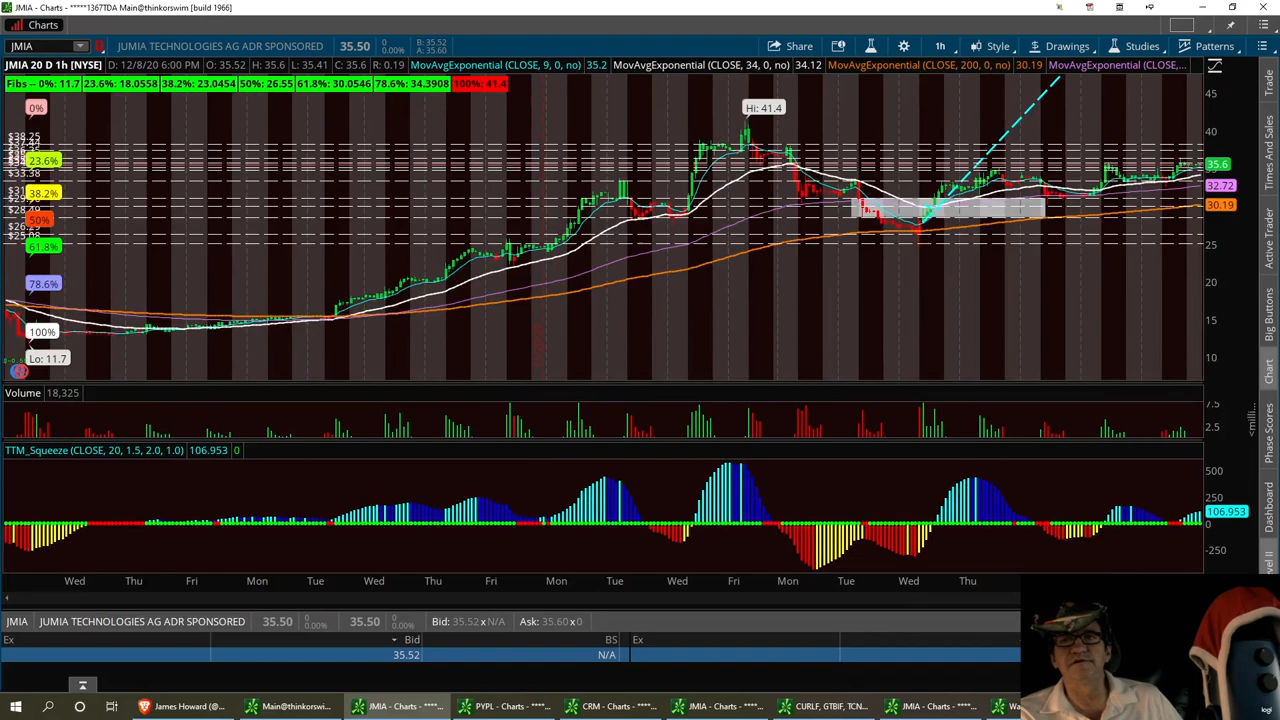 JMIA - Charts - *****1367TDA Main@thinkorswim [build 1966]
Charts
JMIA
JUMIA TECHNOLOGIES AG ADR SPONSORED 35.50 0 0.00% B: 35.52 A: 35.60
Share 1h Style Drawings Studies Patterns
JMIA 20 D 1h [NYSE] D: 12/8/20 6:00 PM O: 35.52 H: 35.6 L: 35.41 C: 35.6 R: 0.19 MovAvgExponential (CLOSE, 9, 0, no) 35.2 MovAvgExponential (CLOSE, 34, 0, no) 34.12 MovAvgExponential (CLOSE, 200, 0, no) 30.19 MovAvgExponential (CLOSE,...
Fibs -- 0%: 11.7 23.6%: 18.0558 38.2%: 23.0454 50%: 26.55 61.8%: 30.0546 78.6%: 34.3908 100%: 41.4
0%
Hi: 41.4
$38.25
23.6%
$33.38
38.2%
50%
61.8%
78.6%
100%
Lo: 11.7
45
40
35.6
32.72
30.19
25
20
15
10
Volume 18,325
7.5
2.5
<milli...
TTM_Squeeze (CLOSE, 20, 1.5, 2.0, 1.0) 106.953 0
500
250
106.953
0
-250
Wed Thu Fri Mon Tue Wed Thu Fri Mon Tue Wed Fri Mon Tue Wed Thu
Trade
Times And Sales
Active Trader
Big Buttons
Chart
Phase Scores
Dashboard
Level II
JMIA JUMIA TECHNOLOGIES AG ADR SPONSORED 35.50 0 0.00% 35.50 0 0.00% Bid: 35.52 x N/A Ask: 35.60 x 0
Ex Bid BS Ex
35.52 N/A
James Howard (@... Main@thinkorswi... JMIA - Charts - ****... PYPL - Charts - ****... CRM - Charts - ****... JMIA - Charts - ****... CURLF, GTBIF, TCN... JMIA - Charts - ****...
logi